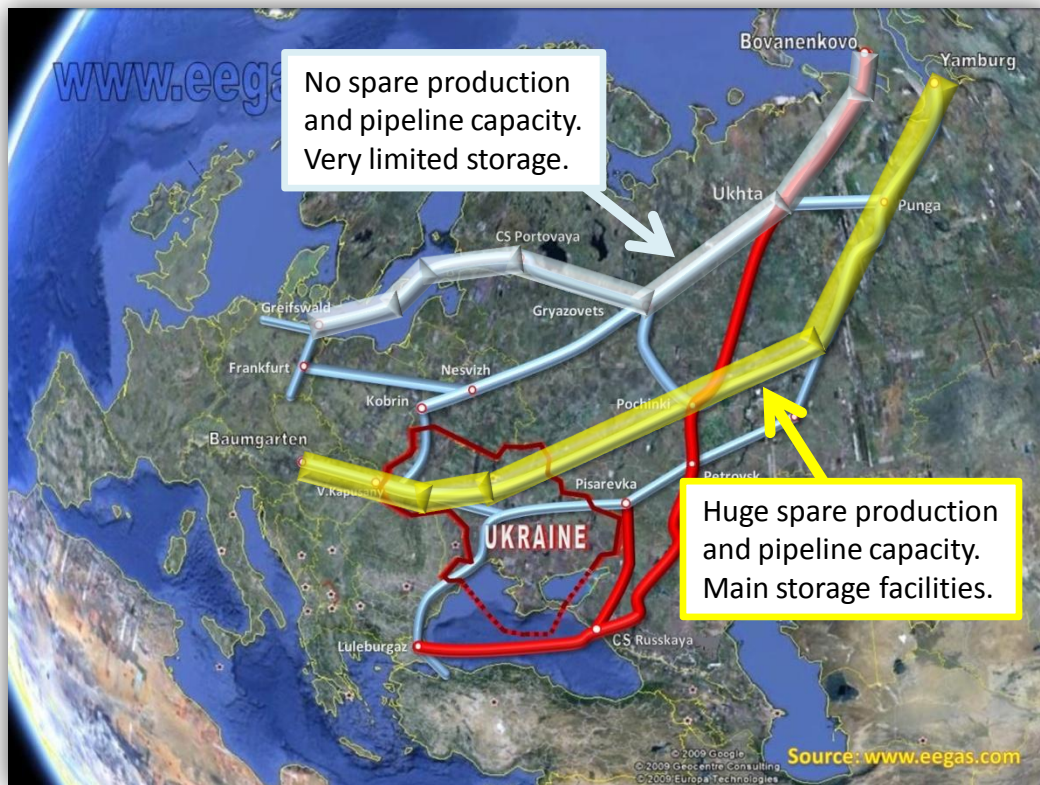 Bovanenkovo
www.eega
No spare production
and pipeline capacity.
Very limited storage.
Yamburg
Ukhta
Punga
CS Portovaya
Greifswald
Gryazovets
Frankfurt
Nesvizh
Kobrin
Pochinki
Baumgarten
V.Kapusany
Pisarevka
Petrovsk
UKRAINE
Huge spare production
and pipeline capacity.
Main storage facilities.
Luleburgaz
CS Russkaya
© 2009 Google
© 2009 Geocentre Consulting
© 2009 Europa Technologies
Source: www.eegas.com